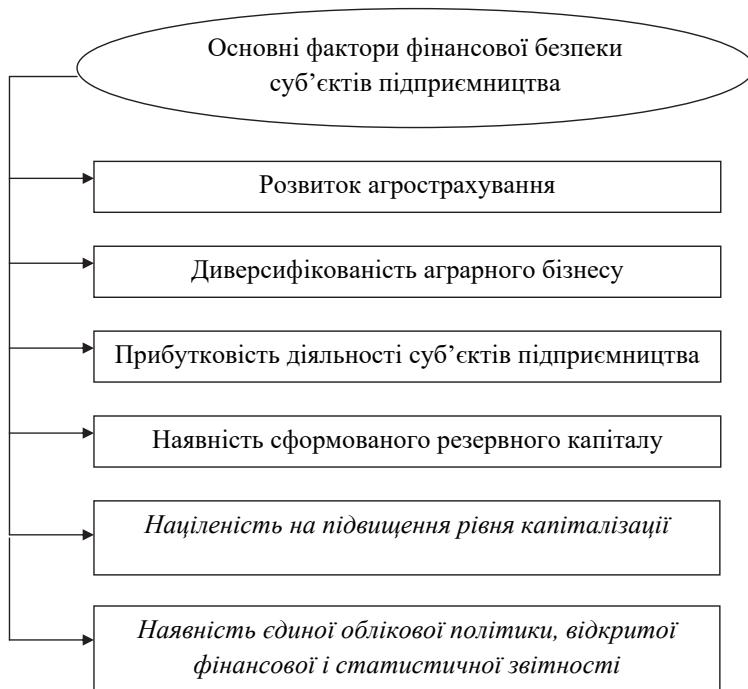 Основні фактори фінансової безпеки
суб’єктів підприємництва
Розвиток агрострахування
Диверсифікованість аграрного бізнесу
Прибутковість діяльності суб’єктів підприємництва
Наявність сформованого резервного капіталу
Націленість на підвищення рівня капіталізації
Наявність єдиної облікової політики, відкритої
фінансової і статистичної звітності